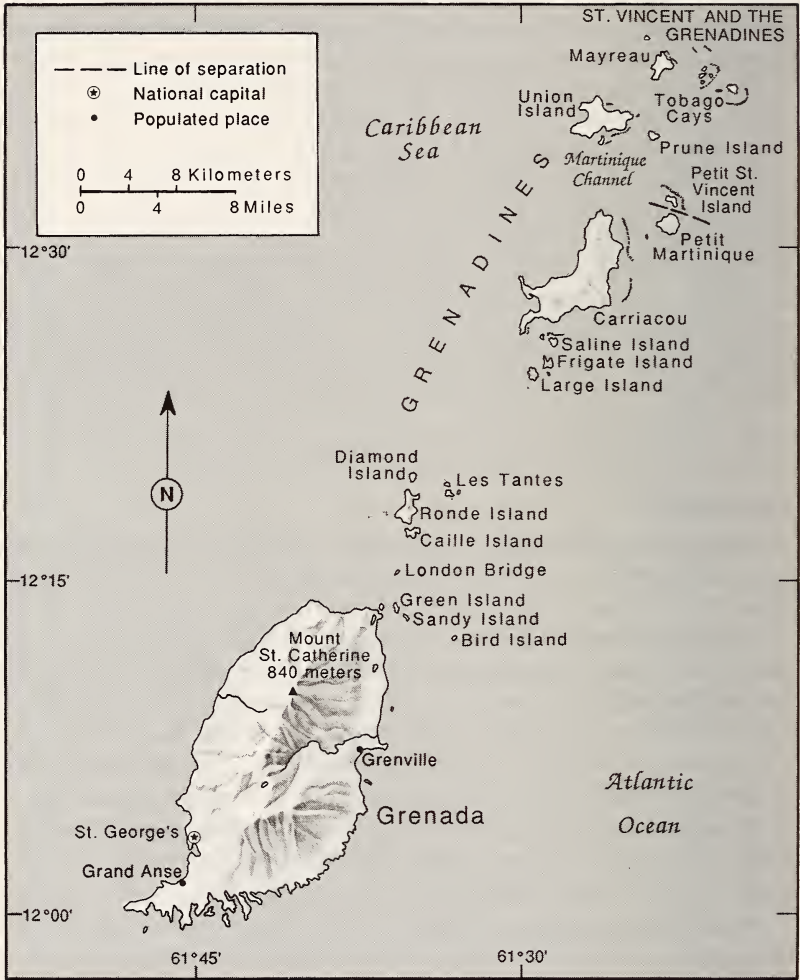 ST. VINCENT AND THE
GRENADINES
Mayreau
Union
Island
Tobago
Cays
Prune Island
Martinique
Channel
Petit St.
Vincent
Island
Petit
Martinique
Line of separation
National capital
Populated place
0 4 8 Kilometers
0 4 8 Miles
Caribbean
Sea
GRENADINES
12°30'
Carriacou
Saline Island
Frigate Island
Large Island
N
Diamond
Island
Les Tantes
Ronde Island
Caille Island
12°15'
London Bridge
Green Island
Sandy Island
Bird Island
Mount
St. Catherine
840 meters
Grenville
Grenada
Atlantic
Ocean
St. George's
Grand Anse
12°00'
61°45'
61°30'